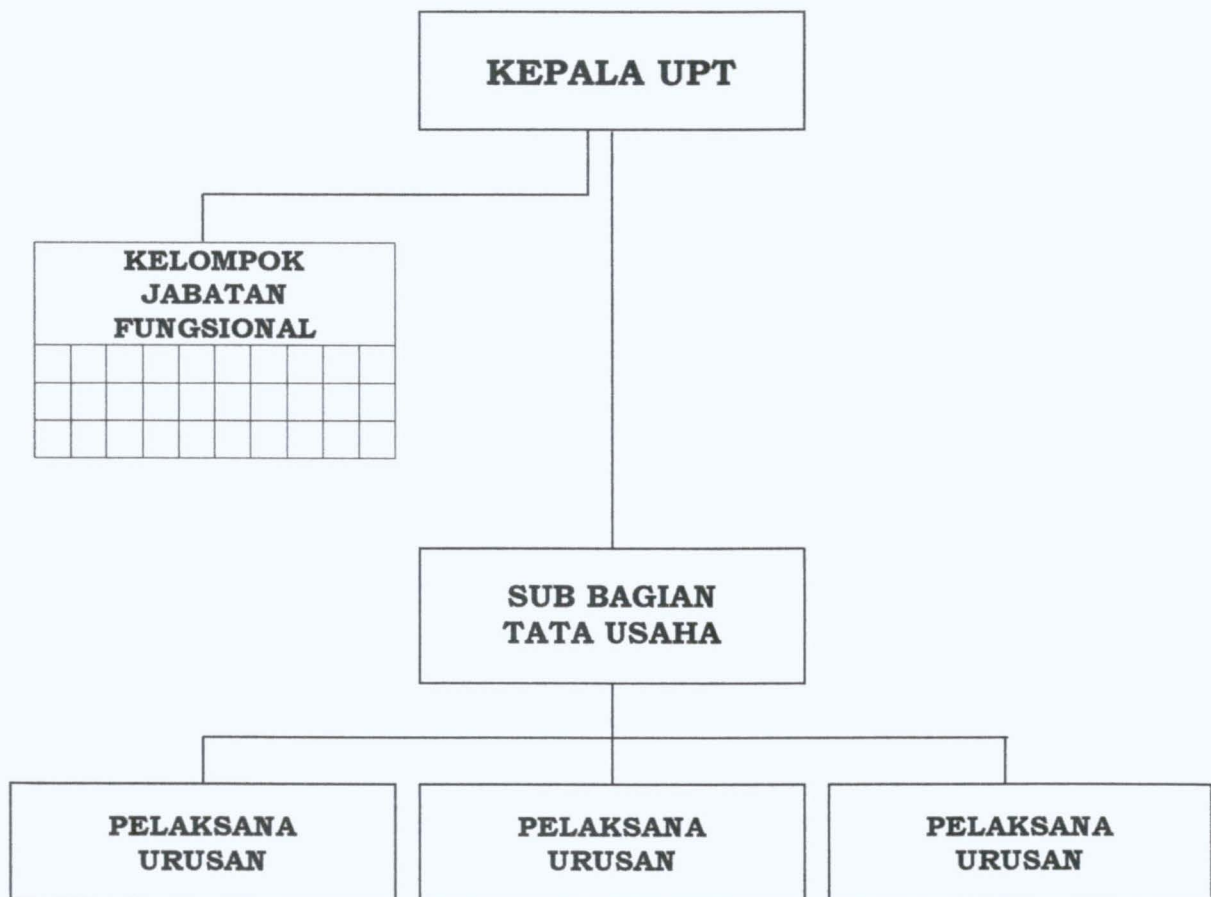 KEPALA UPT
KELOMPOK
JABATAN
FUNGSIONAL
SUB BAGIAN
TATA USAHA
PELAKSANA
URUSAN
PELAKSANA
URUSAN
PELAKSANA
URUSAN